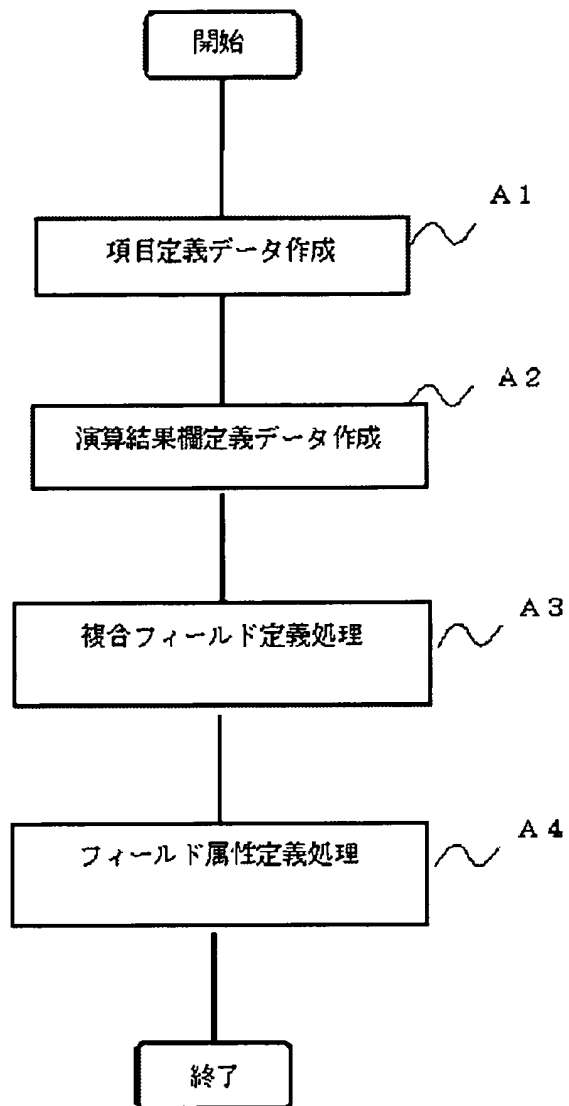 開始
A1
項目定義データ作成
A2
演算結果欄定義データ作成
A3
複合フィールド定義処理
A4
フィールド属性定義処理
終了